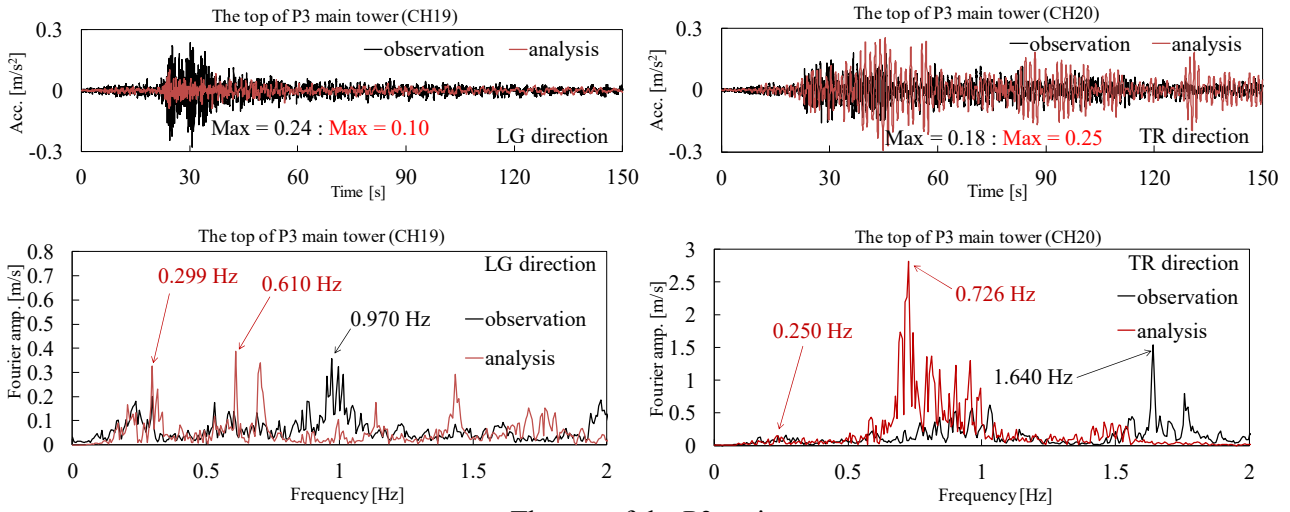 The top of P3 main tower (CH19)
0.3
0
-0.3
Acc. [m/s²]
observation
analysis
Max = 0.24 : Max = 0.10
LG direction
0
30
60
90
120
150
Time [s]
The top of P3 main tower (CH20)
0.3
0
-0.3
Acc. [m/s²]
observation
analysis
Max = 0.18 : Max = 0.25
TR direction
0
30
60
90
120
150
Time [s]
The top of P3 main tower (CH19)
0.8
0.7
0.6
0.5
0.4
0.3
0.2
0.1
0
Fourier amp. [m/s]
LG direction
0.299 Hz
0.610 Hz
0.970 Hz
observation
analysis
0
0.5
1
1.5
2
Frequency [Hz]
The top of P3 main tower (CH20)
3
2.5
2
1.5
1
0.5
0
Fourier amp. [m/s]
TR direction
0.726 Hz
observation
0.250 Hz
analysis
1.640 Hz
0
0.5
1
1.5
2
Frequency [Hz]